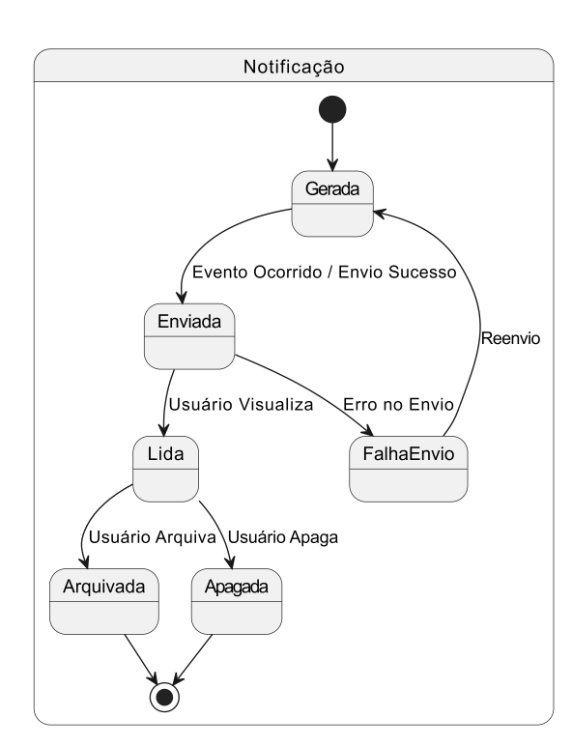 Notificação
Gerada
Evento Ocorrido / Envio Sucesso
Enviada
Reenvio
Usuário Visualiza
Erro no Envio
Lida
FalhaEnvio
Usuário Arquiva
Usuário Apaga
Arquivada
Apagada